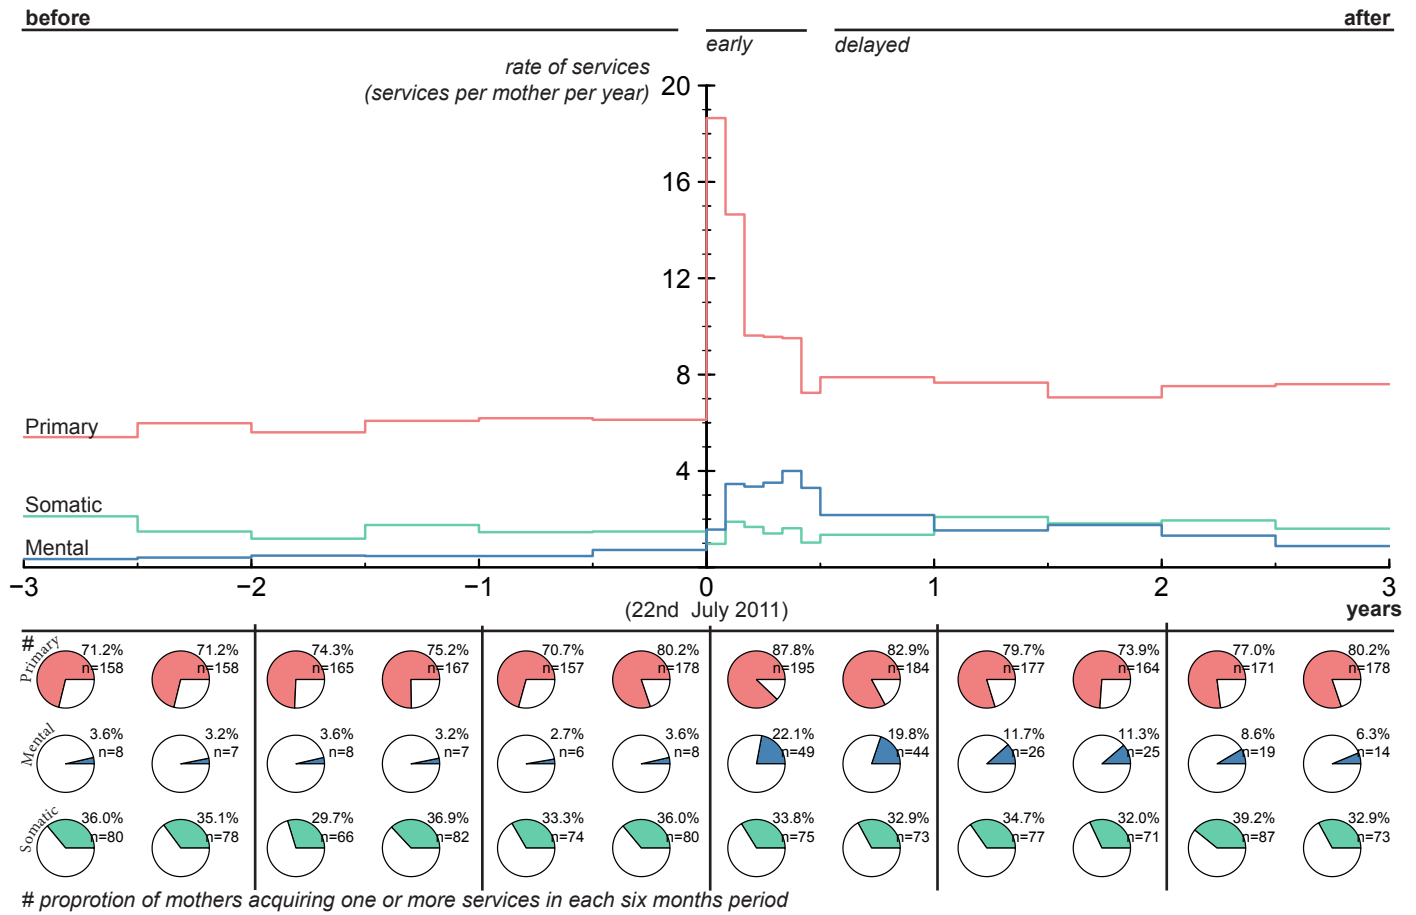 before
after
early
delayed
rate of services
(services per mother per year)
20
16
12
8
4
Primary
Somatic
Mental
−3 −2 −1 0 1 2 3
(22nd July 2011)
years
#
Primary
71.2% 71.2% 74.3% 75.2% 70.7% 80.2% 87.8% 82.9% 79.7% 73.9% 77.0% 80.2%
n=158 n=158 n=165 n=167 n=157 n=178 n=195 n=184 n=177 n=164 n=171 n=178
Mental
3.6% 3.2% 3.6% 3.2% 2.7% 3.6% 22.1% 19.8% 11.7% 11.3% 8.6% 6.3%
n=8 n=7 n=8 n=7 n=6 n=8 n=49 n=44 n=26 n=25 n=19 n=14
Somatic
36.0% 35.1% 29.7% 36.9% 33.3% 36.0% 33.8% 32.9% 34.7% 32.0% 39.2% 32.9%
n=80 n=78 n=66 n=82 n=74 n=80 n=75 n=73 n=77 n=71 n=87 n=73
# proprotion of mothers acquiring one or more services in each six months period